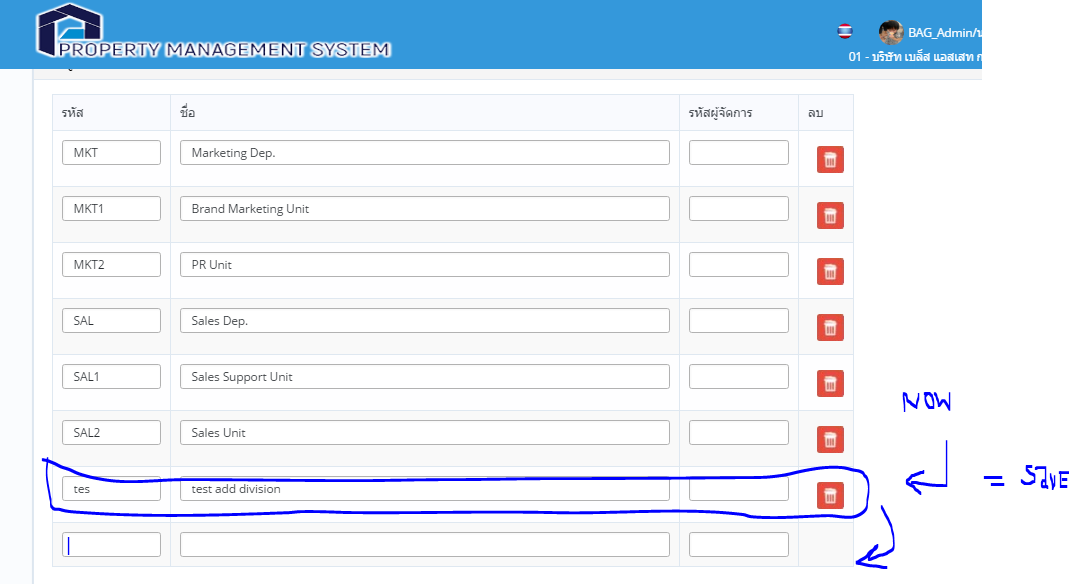 PROPERTY MANAGEMENT SYSTEM
BAG_Admin/
01 - บริษัท เบล็ส แอสเสท ก
รหัส ชื่อ รหัสผู้จัดการ ลบ
MKT Marketing Dep.
MKT1 Brand Marketing Unit
MKT2 PR Unit
SAL Sales Dep.
SAL1 Sales Support Unit
NOW
SAL2 Sales Unit
= SavE
tes test add division